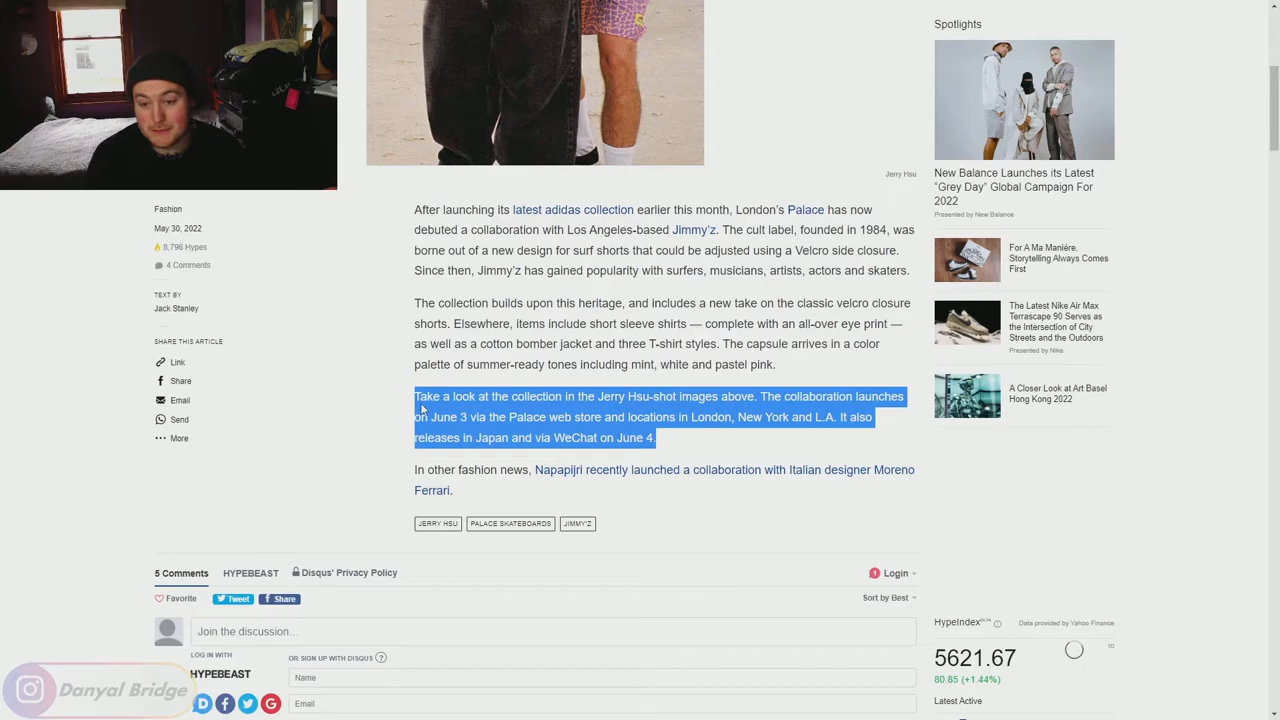 Jerry Hsu
Fashion
May 30, 2022
8,796 Hypes
4 Comments
TEXT BY
Jack Stanley
SHARE THIS ARTICLE
Link
Share
Email
Send
More
After launching its latest adidas collection earlier this month, London's Palace has now
debuted a collaboration with Los Angeles-based Jimmy'z. The cult label, founded in 1984, was
borne out of a new design for surf shorts that could be adjusted using a Velcro side closure.
Since then, Jimmy'z has gained popularity with surfers, musicians, artists, actors and skaters.
The collection builds upon this heritage, and includes a new take on the classic velcro closure
shorts. Elsewhere, items include short sleeve shirts — complete with an all-over eye print —
as well as a cotton bomber jacket and three T-shirt styles. The capsule arrives in a color
palette of summer-ready tones including mint, white and pastel pink.
Take a look at the collection in the Jerry Hsu-shot images above. The collaboration launches
on June 3 via the Palace web store and locations in London, New York and L.A. It also
releases in Japan and via WeChat on June 4.
In other fashion news, Napapijri recently launched a collaboration with Italian designer Moreno
Ferrari.
JERRY HSU PALACE SKATEBOARDS JIMMY'Z
5 Comments HYPEBEAST Disqus' Privacy Policy 1 Login
Favorite Tweet Share Sort by Best
Join the discussion...
LOG IN WITH OR SIGN UP WITH DISQUS ?
HYPEBEAST
Name
Email
Spotlights
New Balance Launches its Latest
"Grey Day" Global Campaign For
2022
Presented by New Balance
For A Ma Maniére,
Storytelling Always Comes
First
The Latest Nike Air Max
Terrascape 90 Serves as
the Intersection of City
Streets and the Outdoors
Presented by Nike
A Closer Look at Art Basel
Hong Kong 2022
HypeIndex Data provided by Yahoo Finance
5621.67
1D
80.85 (+1.44%)
Latest Active
Danyal Bridge